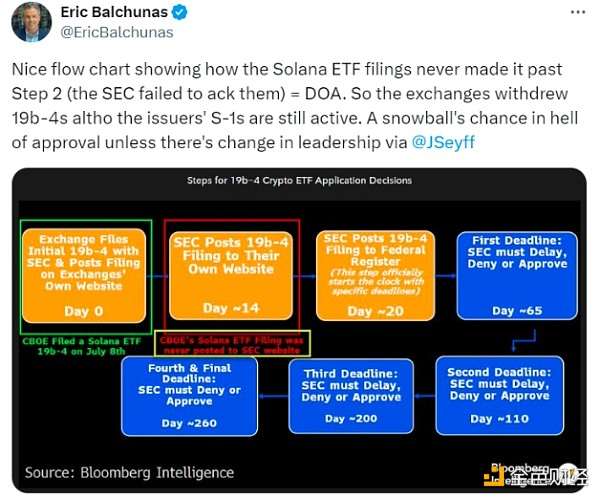 Eric Balchunas
@EricBalchunas
Nice flow chart showing how the Solana ETF filings never made it past
Step 2 (the SEC failed to ack them) = DOA. So the exchanges withdrew
19b-4s altho the issuers' S-1s are still active. A snowball's chance in hell
of approval unless there's change in leadership via @JSeyff
Steps for 19b-4 Crypto ETF Application Decisions
Exchange Files
Initial 19b-4 with
SEC & Posts Filing
on Exchanges'
Own Website
Day 0
SEC Posts 19b-4
Filing to Their
Own Website
Day ~14
SEC Posts 19b-4
Filing to Federal
Register
(This step officially
starts the clock with
specific deadlines)
Day ~20
First Deadline:
SEC must Delay,
Deny or Approve
Day ~65
CBOE Filed a Solana ETF
19b-4 on July 8th
CBOE's Solana ETF Filing was
never posted to SEC website
Fourth & Final
Deadline:
SEC must Deny or
Approve
Day ~260
Third Deadline:
SEC must Delay,
Deny or Approve
Day ~200
Second Deadline:
SEC must Delay,
Deny or Approve
Day ~110
Source: Bloomberg Intelligence
Bloomberg
金色财经